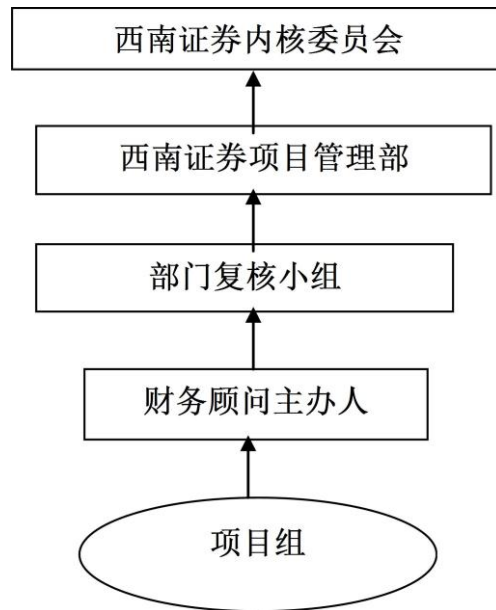 西南证券内核委员会
西南证券项目管理部
部门复核小组
财务顾问主办人
项目组